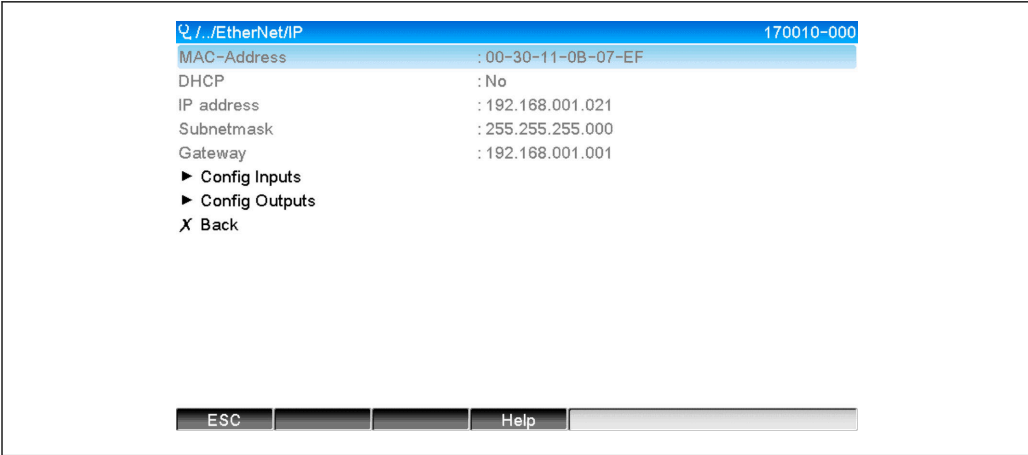 /../EtherNet/IP 170010-000
MAC-Address : 00-30-11-0B-07-EF
DHCP : No
IP address : 192.168.001.021
Subnetmask : 255.255.255.000
Gateway : 192.168.001.001
► Config Inputs
► Config Outputs
X Back
ESC Help